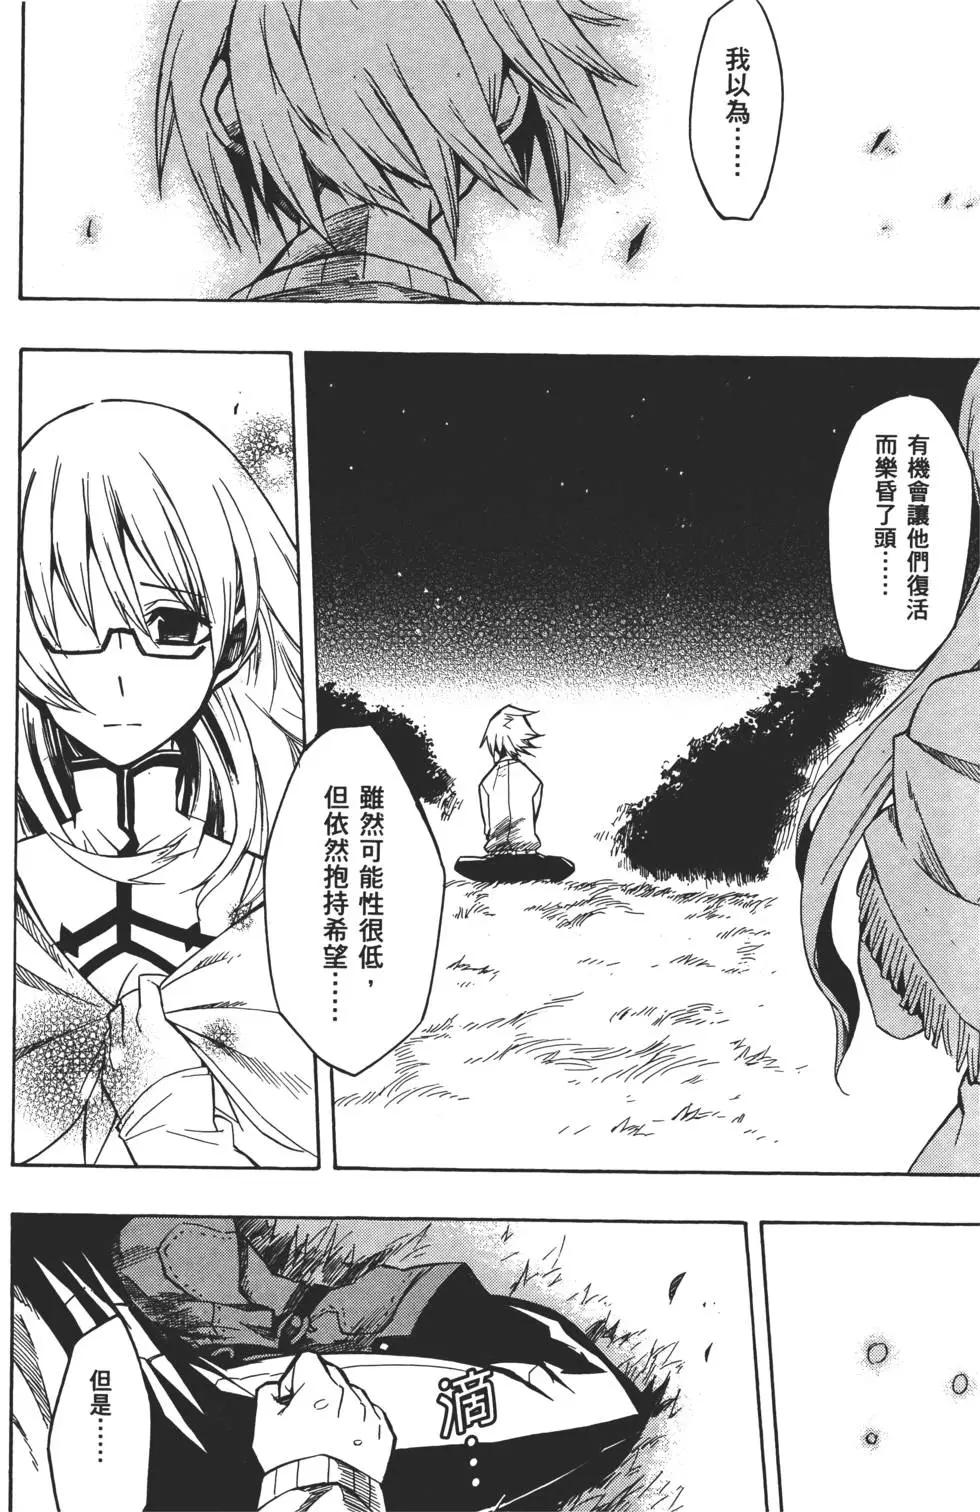 我以為……
有機會讓他們復活
而樂昏了頭……
雖然可能性很低，
但依然抱持希望……
滴…
但是……